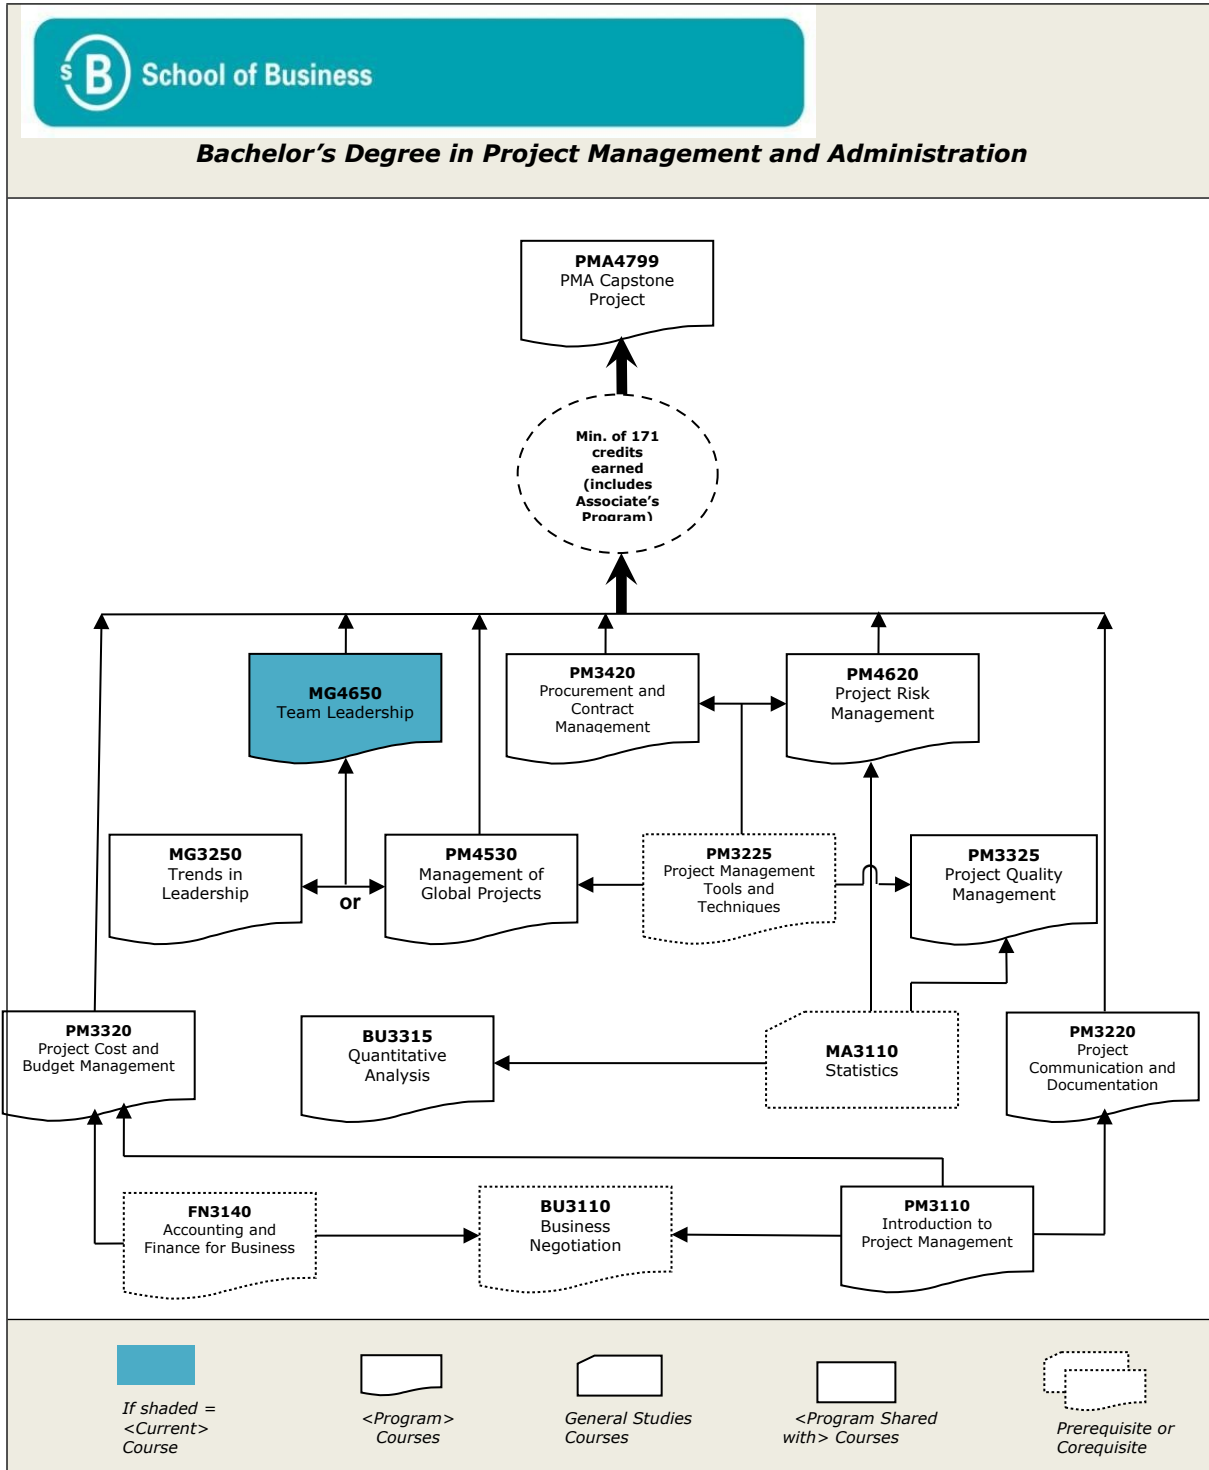 sB School of Business
Bachelor’s Degree in Project Management and Administration
PMA4799
PMA Capstone
Project
Min. of 171
credits
earned
(includes
Associate’s
Program)
MG4650
Team Leadership
PM3420
Procurement and
Contract
Management
PM4620
Project Risk
Management
MG3250
Trends in
Leadership
or
PM4530
Management of
Global Projects
PM3225
Project Management
Tools and
Techniques
PM3325
Project Quality
Management
PM3320
Project Cost and
Budget Management
BU3315
Quantitative
Analysis
MA3110
Statistics
PM3220
Project
Communication and
Documentation
FN3140
Accounting and
Finance for Business
BU3110
Business
Negotiation
PM3110
Introduction to
Project Management
If shaded =
<Current>
Course
<Program>
Courses
General Studies
Courses
<Program Shared
with> Courses
Prerequisite or
Corequisite